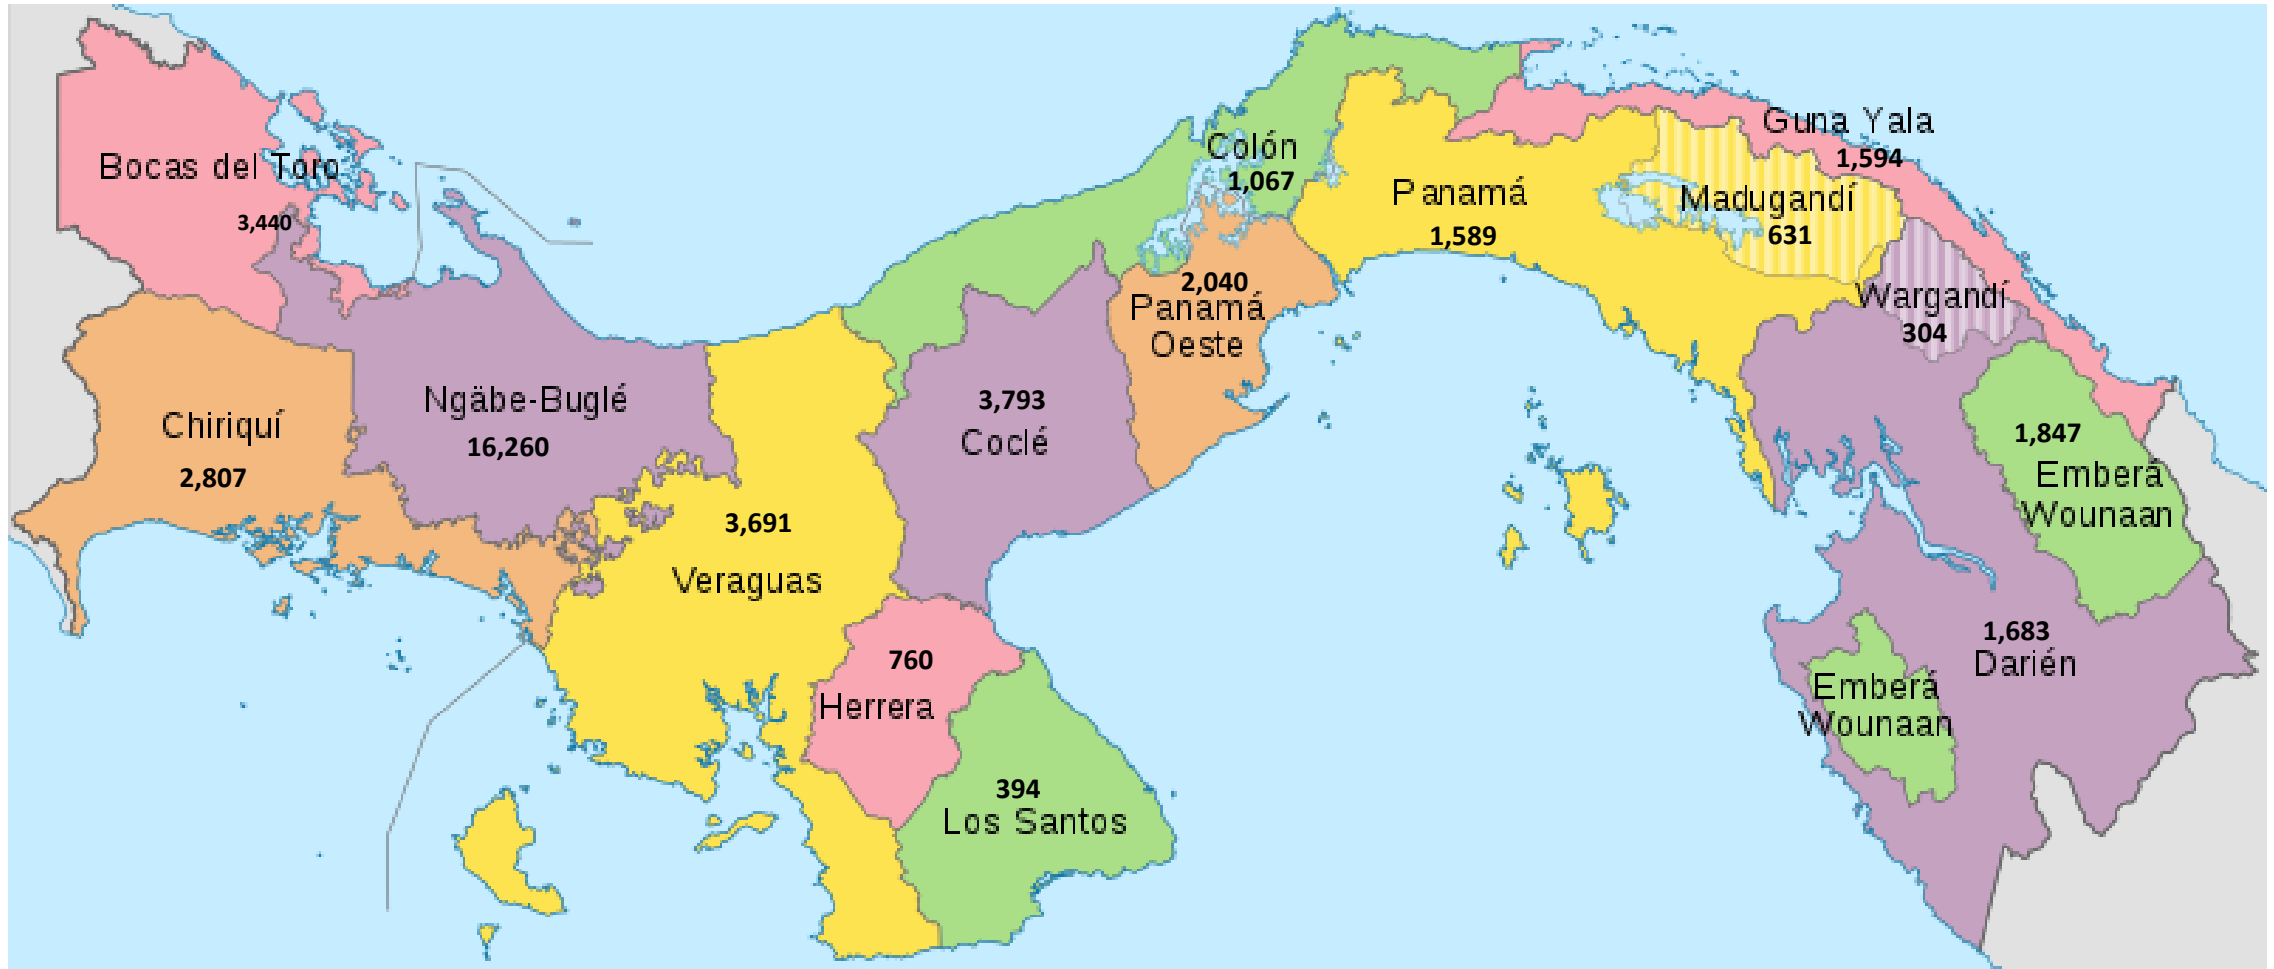 Guna Yala
1,594
Colón
1,067
Bocas del Toro
3,440
Panamá
1,589
Madugandí
631
2,040
Panamá
Oeste
Wargandí
304
Ngäbe-Buglé
16,260
Chiriquí
2,807
3,793
Coclé
1,847
Emberá
Wounaan
3,691
Veraguas
1,683
Darién
760
Herrera
Emberá
Wounaan
394
Los Santos